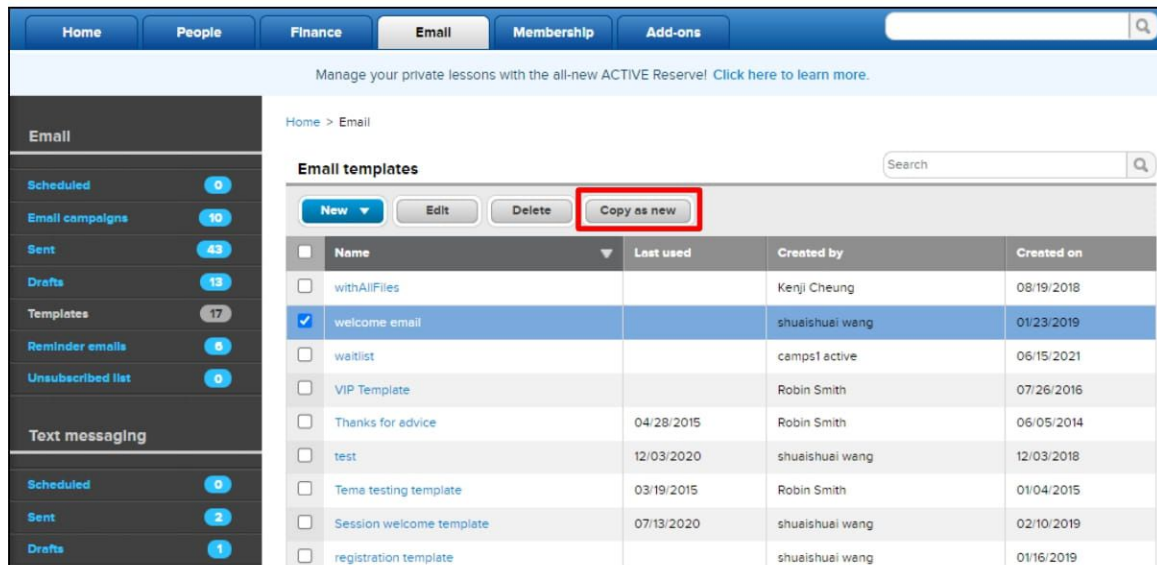 Home People Finance Email Membership Add-ons
Manage your private lessons with the all-new ACTIVE Reserve! Click here to learn more.
Home > Email
Email
Scheduled 0
Email campaigns 10
Sent 43
Drafts 13
Templates 17
Reminder emails 6
Unsubscribed list 0
Text messaging
Scheduled 0
Sent 2
Drafts 1
Email templates
Search
New Edit Delete Copy as new
Name Last used Created by Created on
withAllFiles Kenji Cheung 08/19/2018
welcome email shuaishuai wang 01/23/2019
waitlist camps1 active 06/15/2021
VIP Template Robin Smith 07/26/2016
Thanks for advice 04/28/2015 Robin Smith 06/05/2014
test 12/03/2020 shuaishuai wang 12/03/2018
Tema testing template 03/19/2015 Robin Smith 01/04/2015
Session welcome template 07/13/2020 shuaishuai wang 02/10/2019
registration template shuaishuai wang 01/16/2019